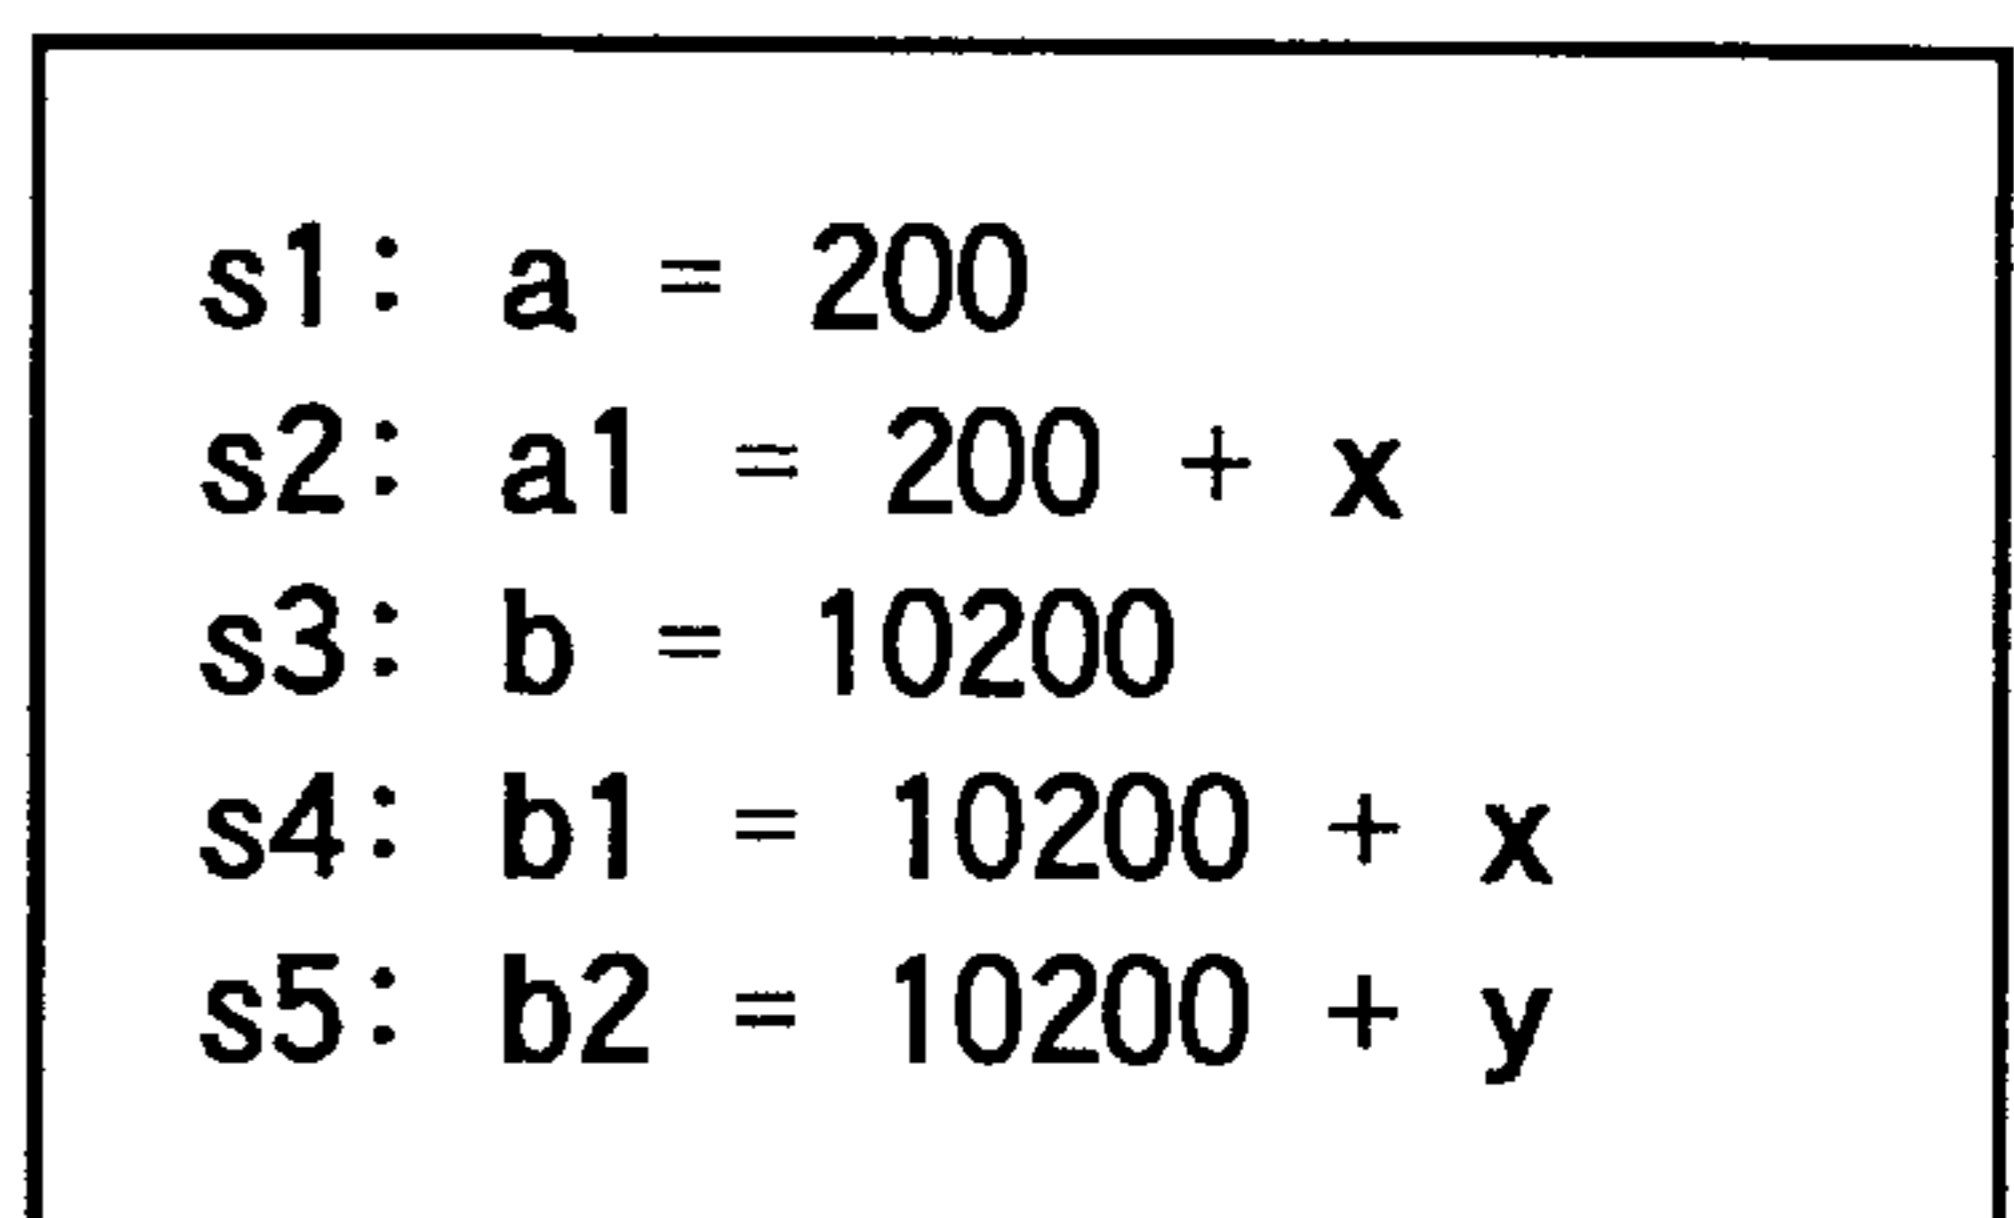 s1: a = 200
s2: a1 = 200 + x
s3: b = 10200
s4: b1 = 10200 + x
s5: b2 = 10200 + y